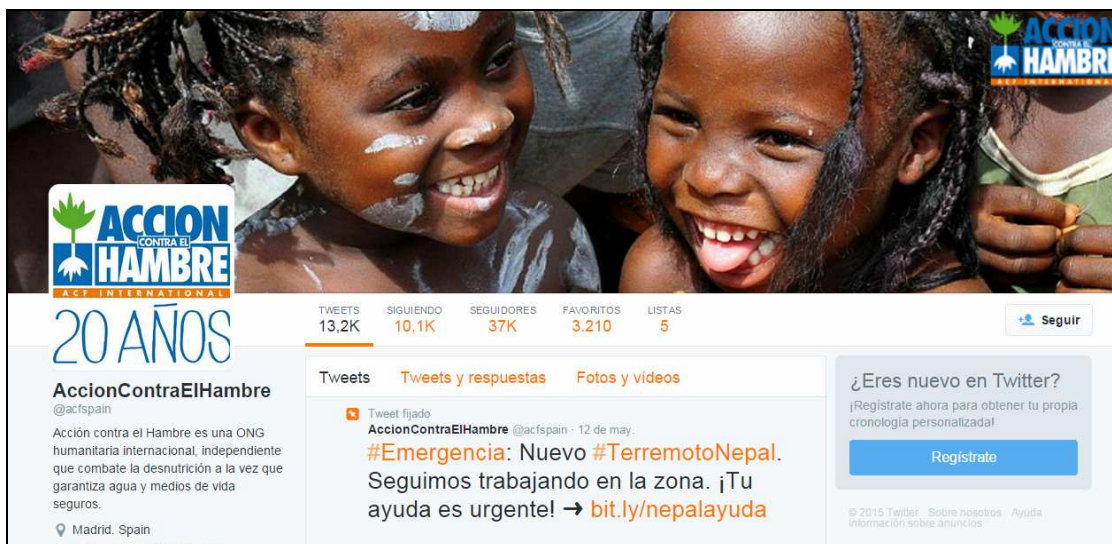 ACCION
CONTRA EL
HAMBRE
ACF INTERNATIONAL
ACCION
CONTRA EL
HAMBRE
ACF INTERNATIONAL
20 AÑOS
TWEETS SIGUIENDO SEGUIDORES FAVORITOS LISTAS
13,2K 10,1K 37K 3.210 5
Seguir
AccionContraElHambre
@acfspain
Acción contra el Hambre es una ONG
humanitaria internacional, independiente
que combate la desnutrición a la vez que
garantiza agua y medios de vida
seguros.
Madrid. Spain
Tweets Tweets y respuestas Fotos y vídeos
Tweet fijado
AccionContraElHambre @acfspain · 12 de may.
#Emergencia: Nuevo #TerremotoNepal.
Seguimos trabajando en la zona. ¡Tu
ayuda es urgente! ➜ bit.ly/nepalayuda
¿Eres nuevo en Twitter?
¡Regístrate ahora para obtener tu propia
cronología personalizada!
Regístrate
© 2015 Twitter Sobre nosotros Ayuda
Información sobre anuncios